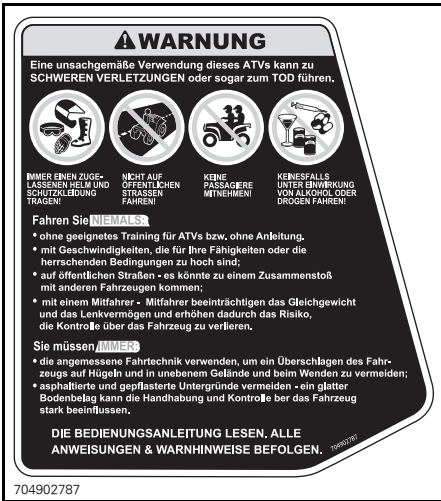 WARNUNG
Eine unsachgemäße Verwendung dieses ATVs kann zu
SCHWEREN VERLETZUNGEN oder sogar zum TOD führen.
IMMER EINEN ZUGE-
LASSENEN HELM UND
SCHUTZKLEIDUNG
TRAGEN!
NICHT AUF
ÖFFENTLICHEN
STRASSEN
FAHREN!
KEINE
PASSAGIERE
MITNEHMEN!
KEINESFALLS
UNTER EINWIRKUNG
VON ALKOHOL ODER
DROGEN FAHREN!
Fahren Sie NIEMALS:
• ohne geeignetes Training für ATVs bzw. ohne Anleitung.
• mit Geschwindigkeiten, die für Ihre Fähigkeiten oder die
herrschenden Bedingungen zu hoch sind;
• auf öffentlichen Straßen - es könnte zu einem Zusammenstoß
mit anderen Fahrzeugen kommen;
• mit einem Mitfahrer - Mitfahrer beeinträchtigen das Gleichgewicht
und das Lenkvermögen und erhöhen dadurch das Risiko,
die Kontrolle über das Fahrzeug zu verlieren.
Sie müssen IMMER:
• die angemessene Fahrtechnik verwenden, um ein Überschlagen des Fahr-
zeugs auf Hügeln und in unebenem Gelände und beim Wenden zu vermeiden;
• asphaltierte und gepflasterte Untergründe vermeiden - ein glatter
Bodenbelag kann die Handhabung und Kontrolle ber das Fahrzeug
stark beeinflussen.
DIE BEDIENUNGSANLEITUNG LESEN. ALLE
ANWEISUNGEN & WARNHINWEISE BEFOLGEN.
704902787
704902787